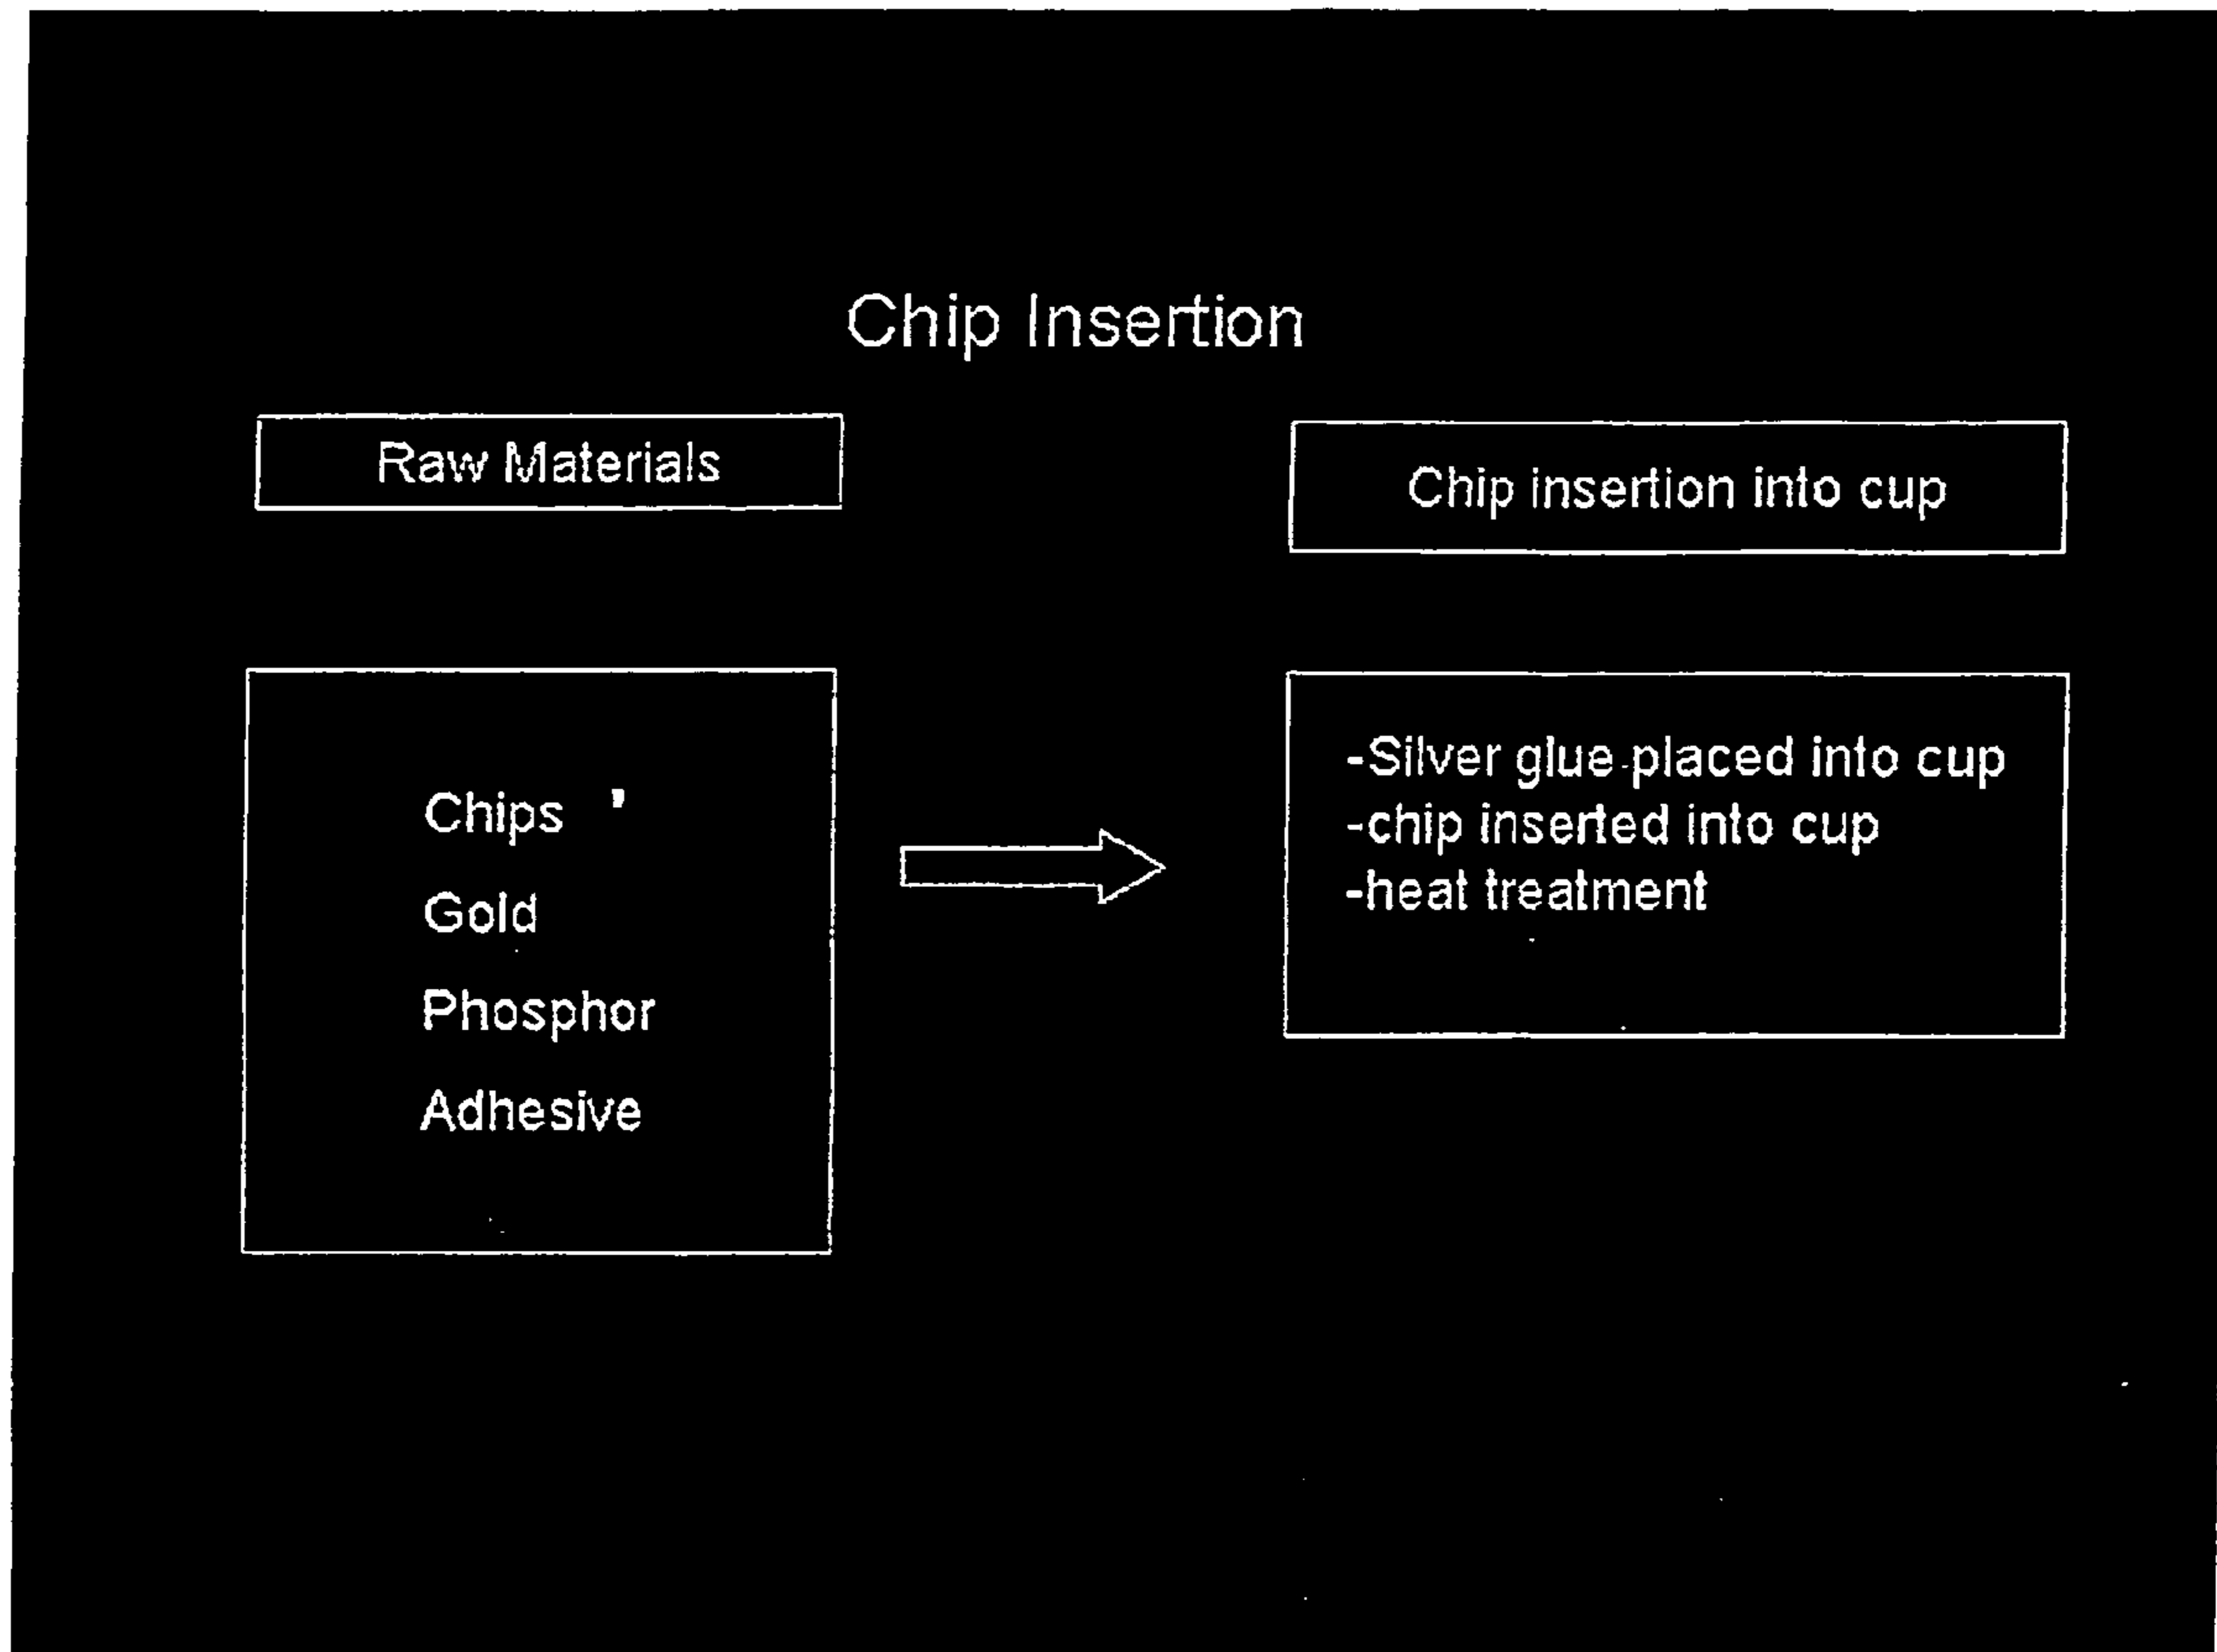 Chip Insertion
Raw Materials
Chip insertion into cup
Chips
Gold
Phosphor
Adhesive
-Silver glue placed into cup
-chip inserted into cup
-heat treatment